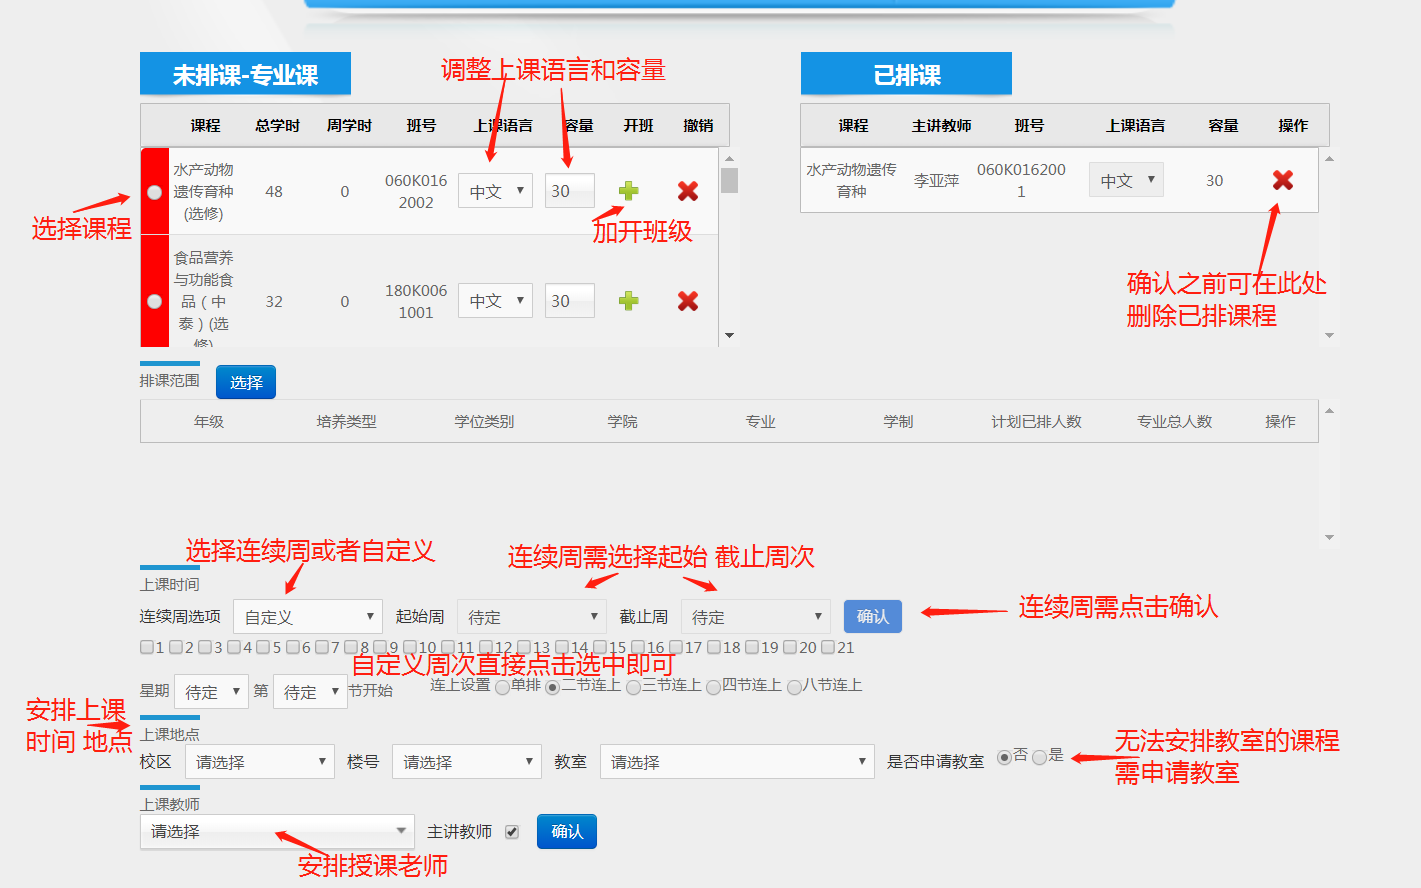 未排课-专业课
调整上课语言和容量
已排课
课程 总学时 周学时 班号 上课语言 容量 开班 撤销
课程 主讲教师 班号 上课语言 容量 操作
水产动物
遗传育种
(选修)
48 0
060K016
2002
中文 30
水产动物遗传
育种
李亚萍
060K016200
1
中文 30
选择课程
加开班级
食品营养
与功能食
品（中
泰）(选
修)
32 0
180K006
1001
中文 30
确认之前可在此处
删除已排课程
排课范围 选择
年级 培养类型 学位类别 学院 专业 学制 计划已排人数 专业总人数 操作
选择连续周或者自定义
连续周需选择起始 截止周次
上课时间
连续周选项 自定义 起始周 待定 截止周 待定 确认
连续周需点击确认
1 2 3 4 5 6 7 8 9 10 11 12 13 14 15 16 17 18 19 20 21
自定义周次直接点击选中即可
星期 待定 第 待定 节开始 连上设置 单排 二节连上 三节连上 四节连上 八节连上
安排上课
时间 地点
上课地点
校区 请选择 楼号 请选择 教室 请选择 是否申请教室 否 是
无法安排教室的课程
需申请教室
上课教师
请选择 主讲教师 确认
安排授课老师